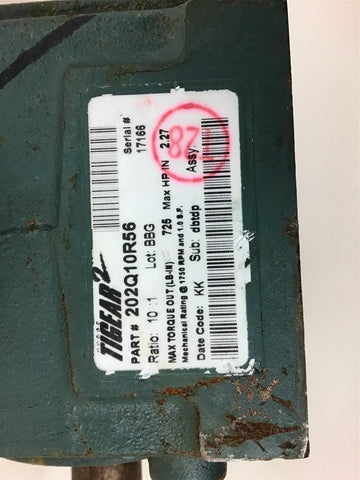 TIGEAR 2
Serial #
17166
PART# 202Q10R56
Ratio: 10 :1 Lot: BBG
MAX TORQUE OUT(LB-IN) 725 Max HP IN 2.27
Mechanical Rating @ 1750 RPM and 1.0 S.F.
Date Code: KK Sub: dbtdp Assy: